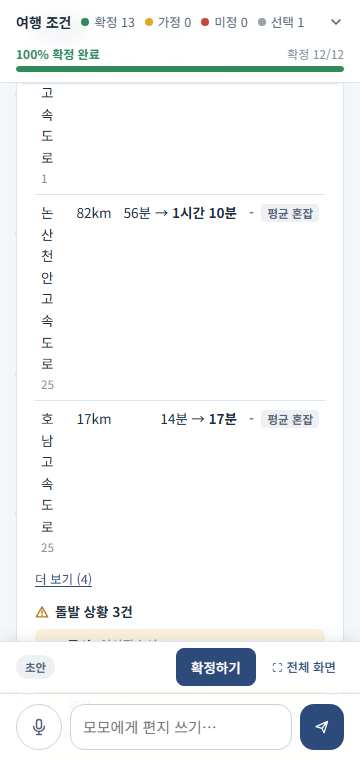 여행 조건 확정 13 가정 0 미정 0 선택 1
100% 확정 완료 확정 12/12
고
속
도
로
1
논
산
천
안
고
속
도
로
25
82km 56분 → 1시간 10분 - 평균 혼잡
호
남
고
속
도
로
25
17km 14분 → 17분 - 평균 혼잡
더 보기 (4)
돌발 상황 3건
초안 확정하기 전체 화면
모모에게 편지 쓰기…